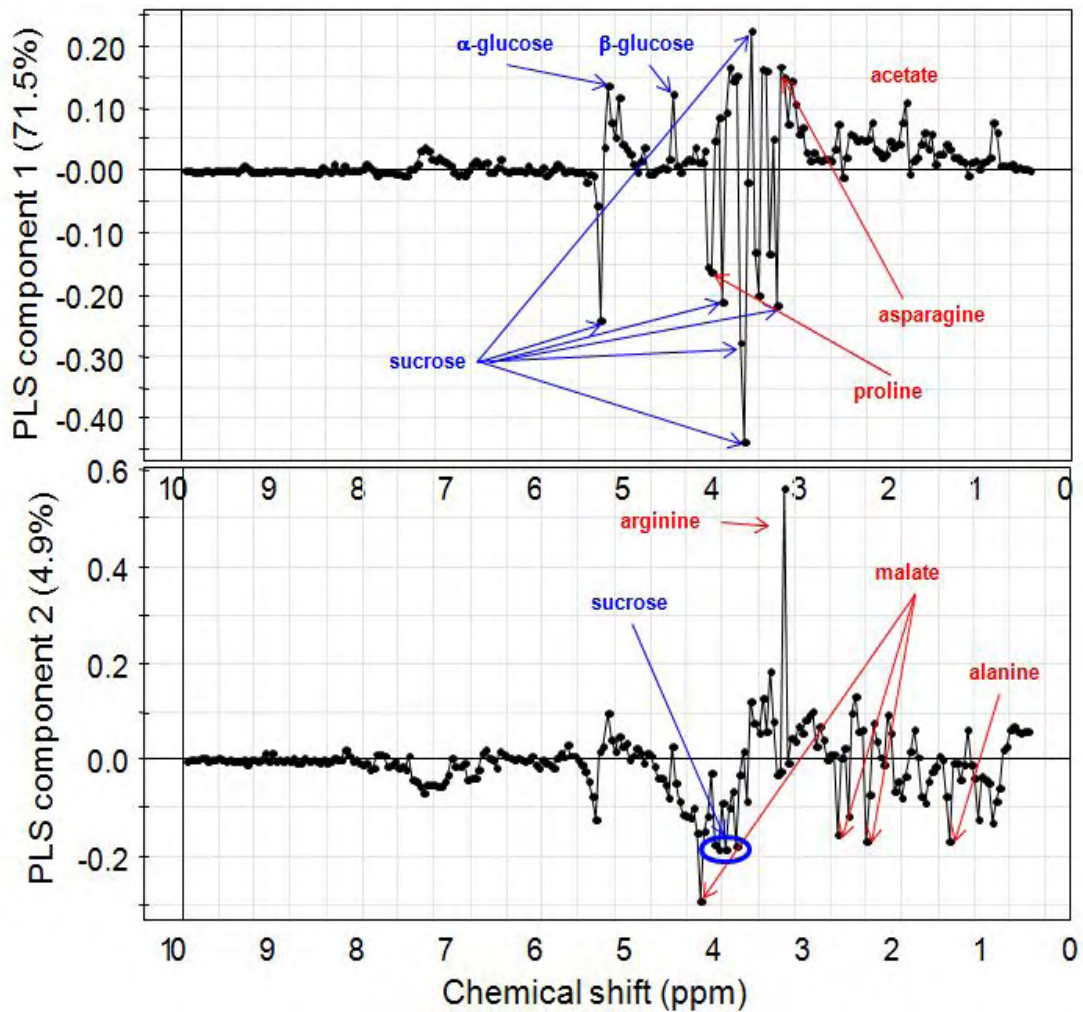 PLS component 1 (71.5%)
0.20
0.10
-0.00
-0.10
-0.20
-0.30
-0.40
α-glucose
β-glucose
acetate
asparagine
sucrose
proline
10 9 8 7 6 5 4 3 2 1 0
PLS component 2 (4.9%)
0.6
0.4
0.2
0.0
-0.2
arginine
malate
sucrose
alanine
10 9 8 7 6 5 4 3 2 1 0
Chemical shift (ppm)